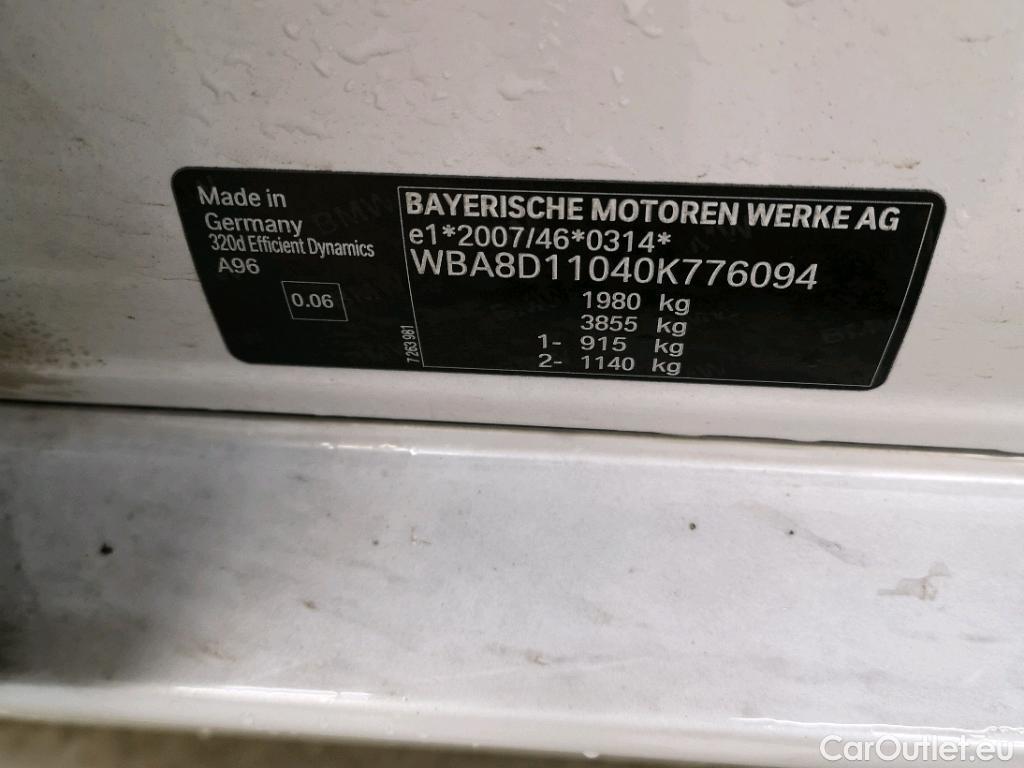 Made in
Germany
320d Efficient Dynamics
A96
0.06
7 263 981
BAYERISCHE MOTOREN WERKE AG
e1*2007/46*0314*
WBA8D11040K776094
1980 kg
3855 kg
1- 915 kg
2- 1140 kg
CarOutlet.eu